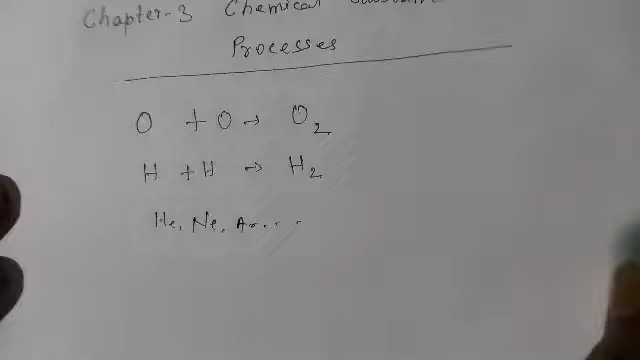 Chapter-3 Chemical
Processes
O + O → O2
H + H → H2
He, Ne, Ar.....